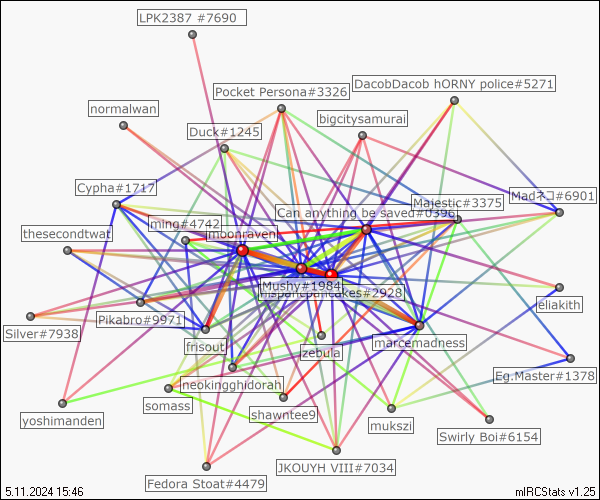 LPK2387 #7690
DacobDacob hORNY police#5271
Pocket Persona#3326
normalwan
bigcitysamurai
Duck#1245
Cypha#1717
Majestic#3375
Madネコ#6901
Can anything be saved#0396
ming#4742
moonraven
thesecondtwat
Mushy#1984
#2928
eliakith
Pikabro#9971
Silver#7938
frisout
marcemadness
zebula
Eg.Master#1378
neokingghidorah
somass
shawntee9
yoshimanden
mukszi
Swirly Boi#6154
JKOUYH VIII#7034
Fedora Stoat#4479
5.11.2024 15:46
mIRCStats v1.25